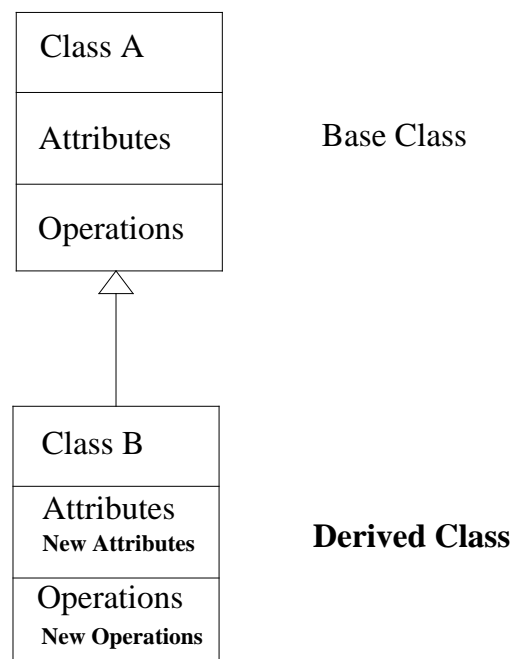 Class A
Attributes
Base Class
Operations
Class B
Attributes
New Attributes
Derived Class
Operations
New Operations